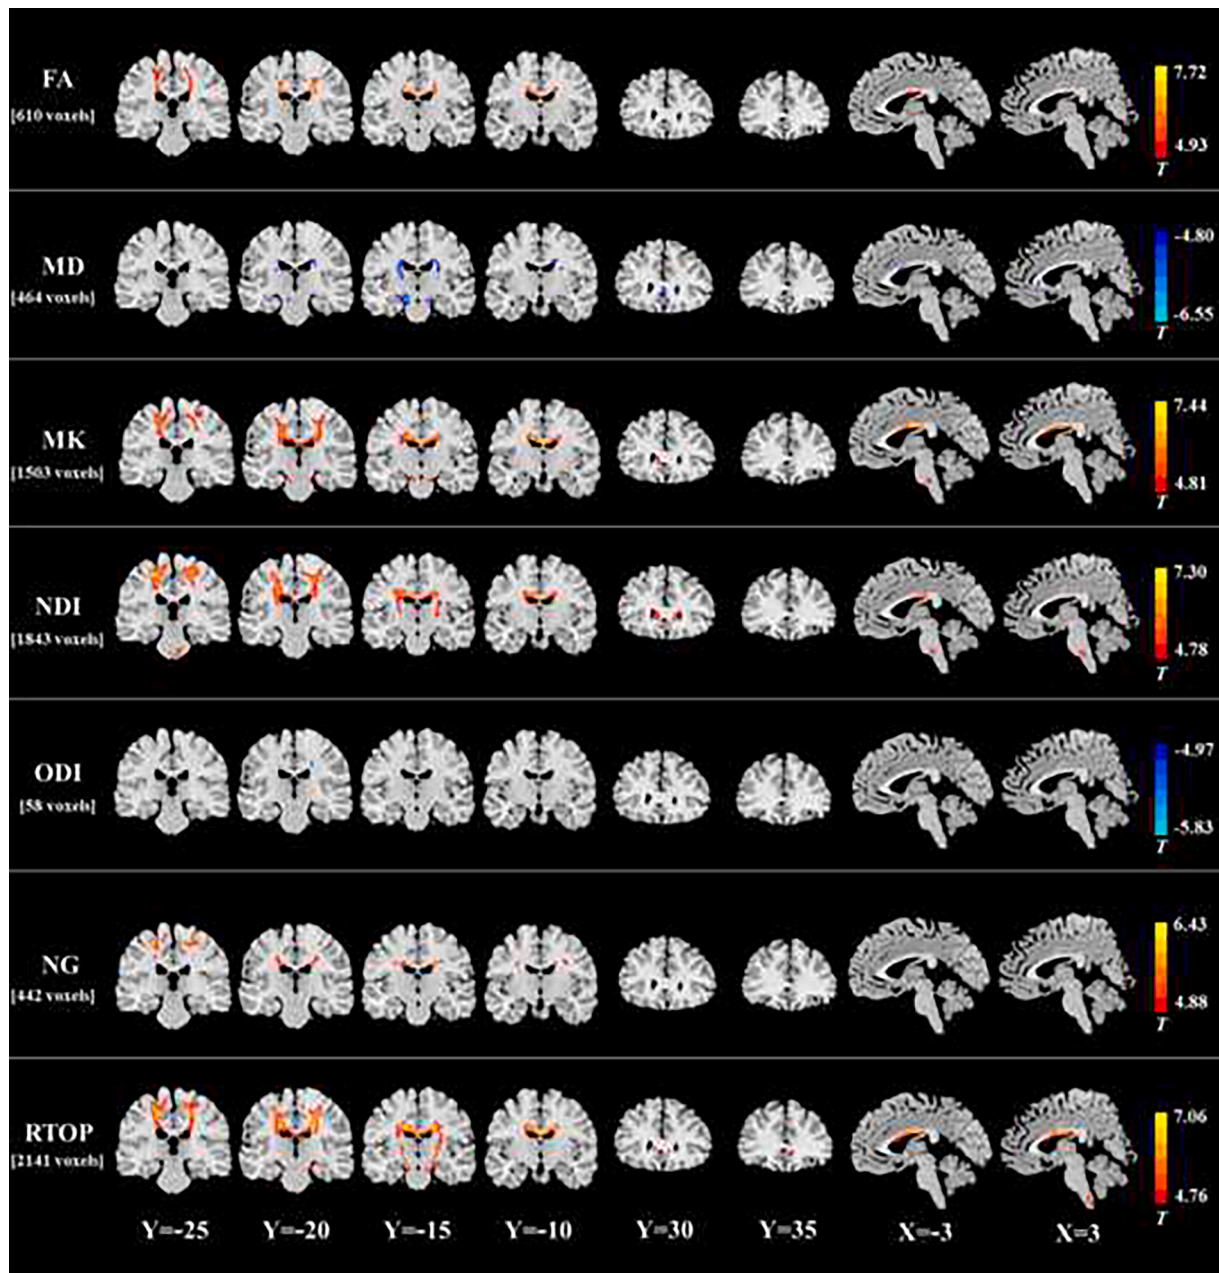 FA
[610 voxels]
7.72
4.93
T
MD
[464 voxels]
-4.80
-6.55
T
MK
[1503 voxels]
7.44
4.81
T
NDI
[1843 voxels]
7.30
4.78
T
ODI
[58 voxels]
-4.97
-5.83
T
NG
[442 voxels]
6.43
4.88
T
RTOP
[2141 voxels]
7.06
4.76
T
Y=-25 Y=-20 Y=-15 Y=-10 Y=30 Y=35 X=-3 X=3